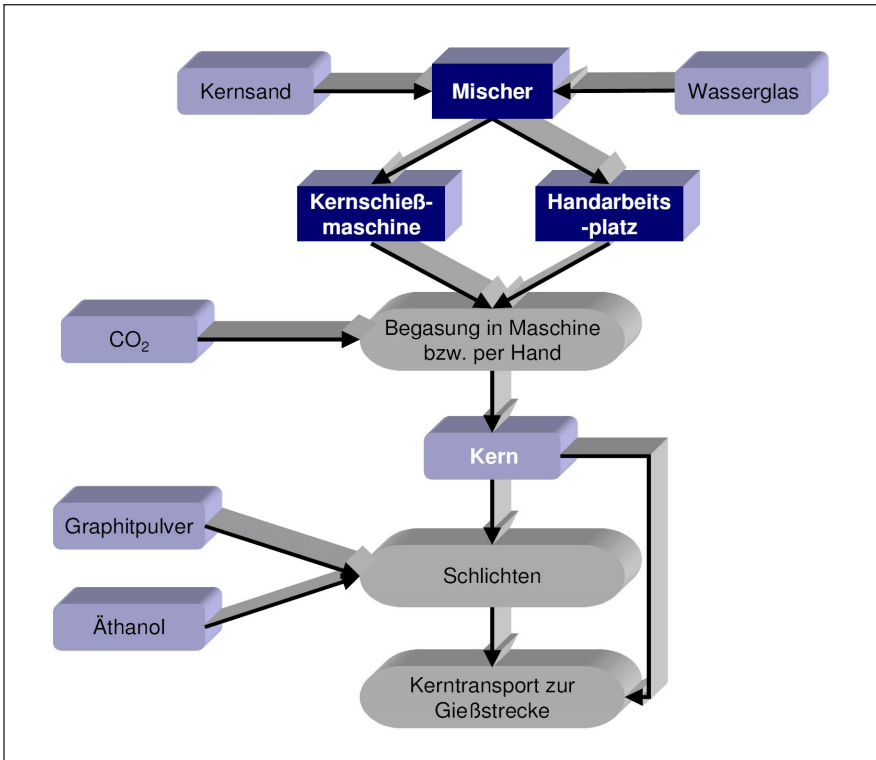 Kernsand
Mischer
Wasserglas
Kernschieß-
maschine
Handarbeits
-platz
CO₂
Begasung in Maschine
bzw. per Hand
Kern
Graphitpulver
Schlichten
Äthanol
Kerntransport zur
Gießstrecke